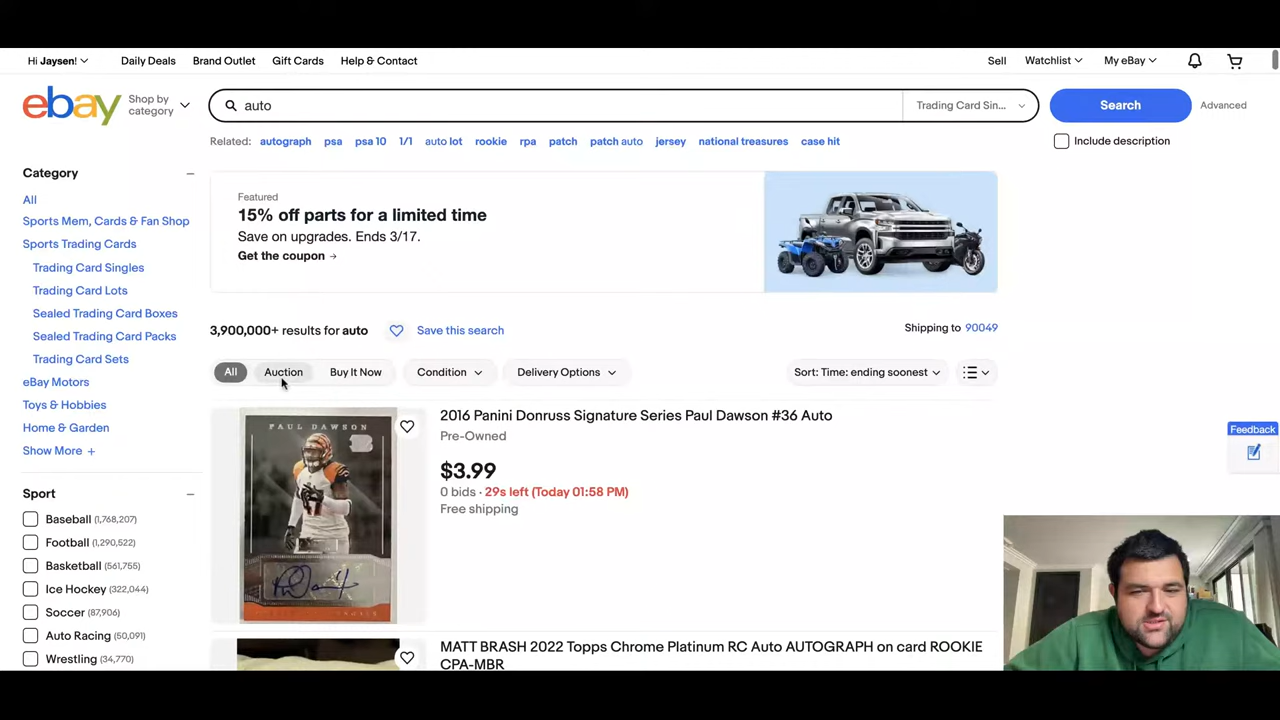 Hi Jaysen!
Daily Deals
Brand Outlet
Gift Cards
Help & Contact
Sell
Watchlist
My eBay
ebay
Shop by
category
auto
Trading Card Sin...
Search
Advanced
Related: autograph psa psa 10 1/1 auto lot rookie rpa patch patch auto jersey national treasures case hit
Include description
Category
All
Sports Mem, Cards & Fan Shop
Sports Trading Cards
Trading Card Singles
Trading Card Lots
Sealed Trading Card Boxes
Sealed Trading Card Packs
Trading Card Sets
eBay Motors
Toys & Hobbies
Home & Garden
Show More +
Sport
Baseball (1,768,207)
Football (1,290,522)
Basketball (561,755)
Ice Hockey (322,044)
Soccer (87,906)
Auto Racing (50,091)
Wrestling (34,770)
Featured
15% off parts for a limited time
Save on upgrades. Ends 3/17.
Get the coupon →
3,900,000+ results for auto
Save this search
Shipping to 90049
All
Auction
Buy It Now
Condition
Delivery Options
Sort: Time: ending soonest
PAUL DAWSON
2016 Panini Donruss Signature Series Paul Dawson #36 Auto
Pre-Owned
$3.99
0 bids · 29s left (Today 01:58 PM)
Free shipping
MATT BRASH 2022 Topps Chrome Platinum RC Auto AUTOGRAPH on card ROOKIE
CPA-MBR
Feedback